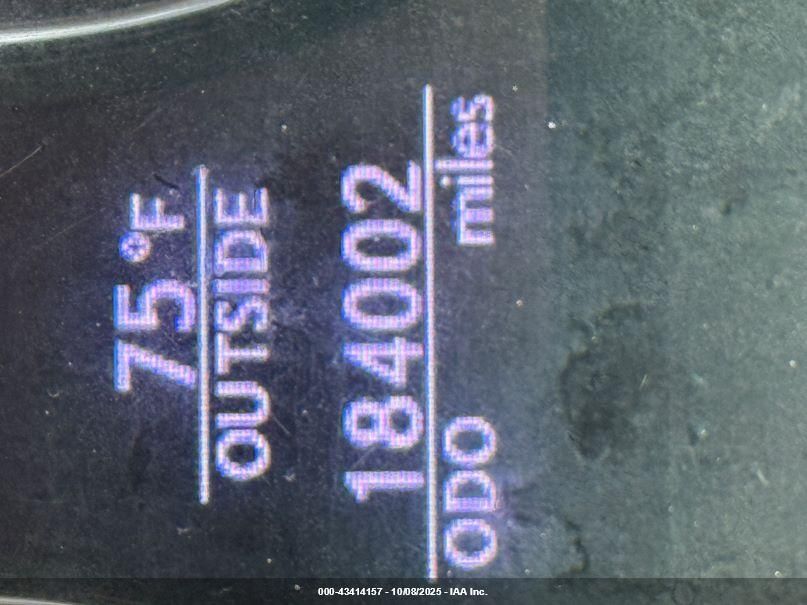 75°F
OUTSIDE
184002
ODO miles
000-43414157 - 10/08/2025 - IAA Inc.